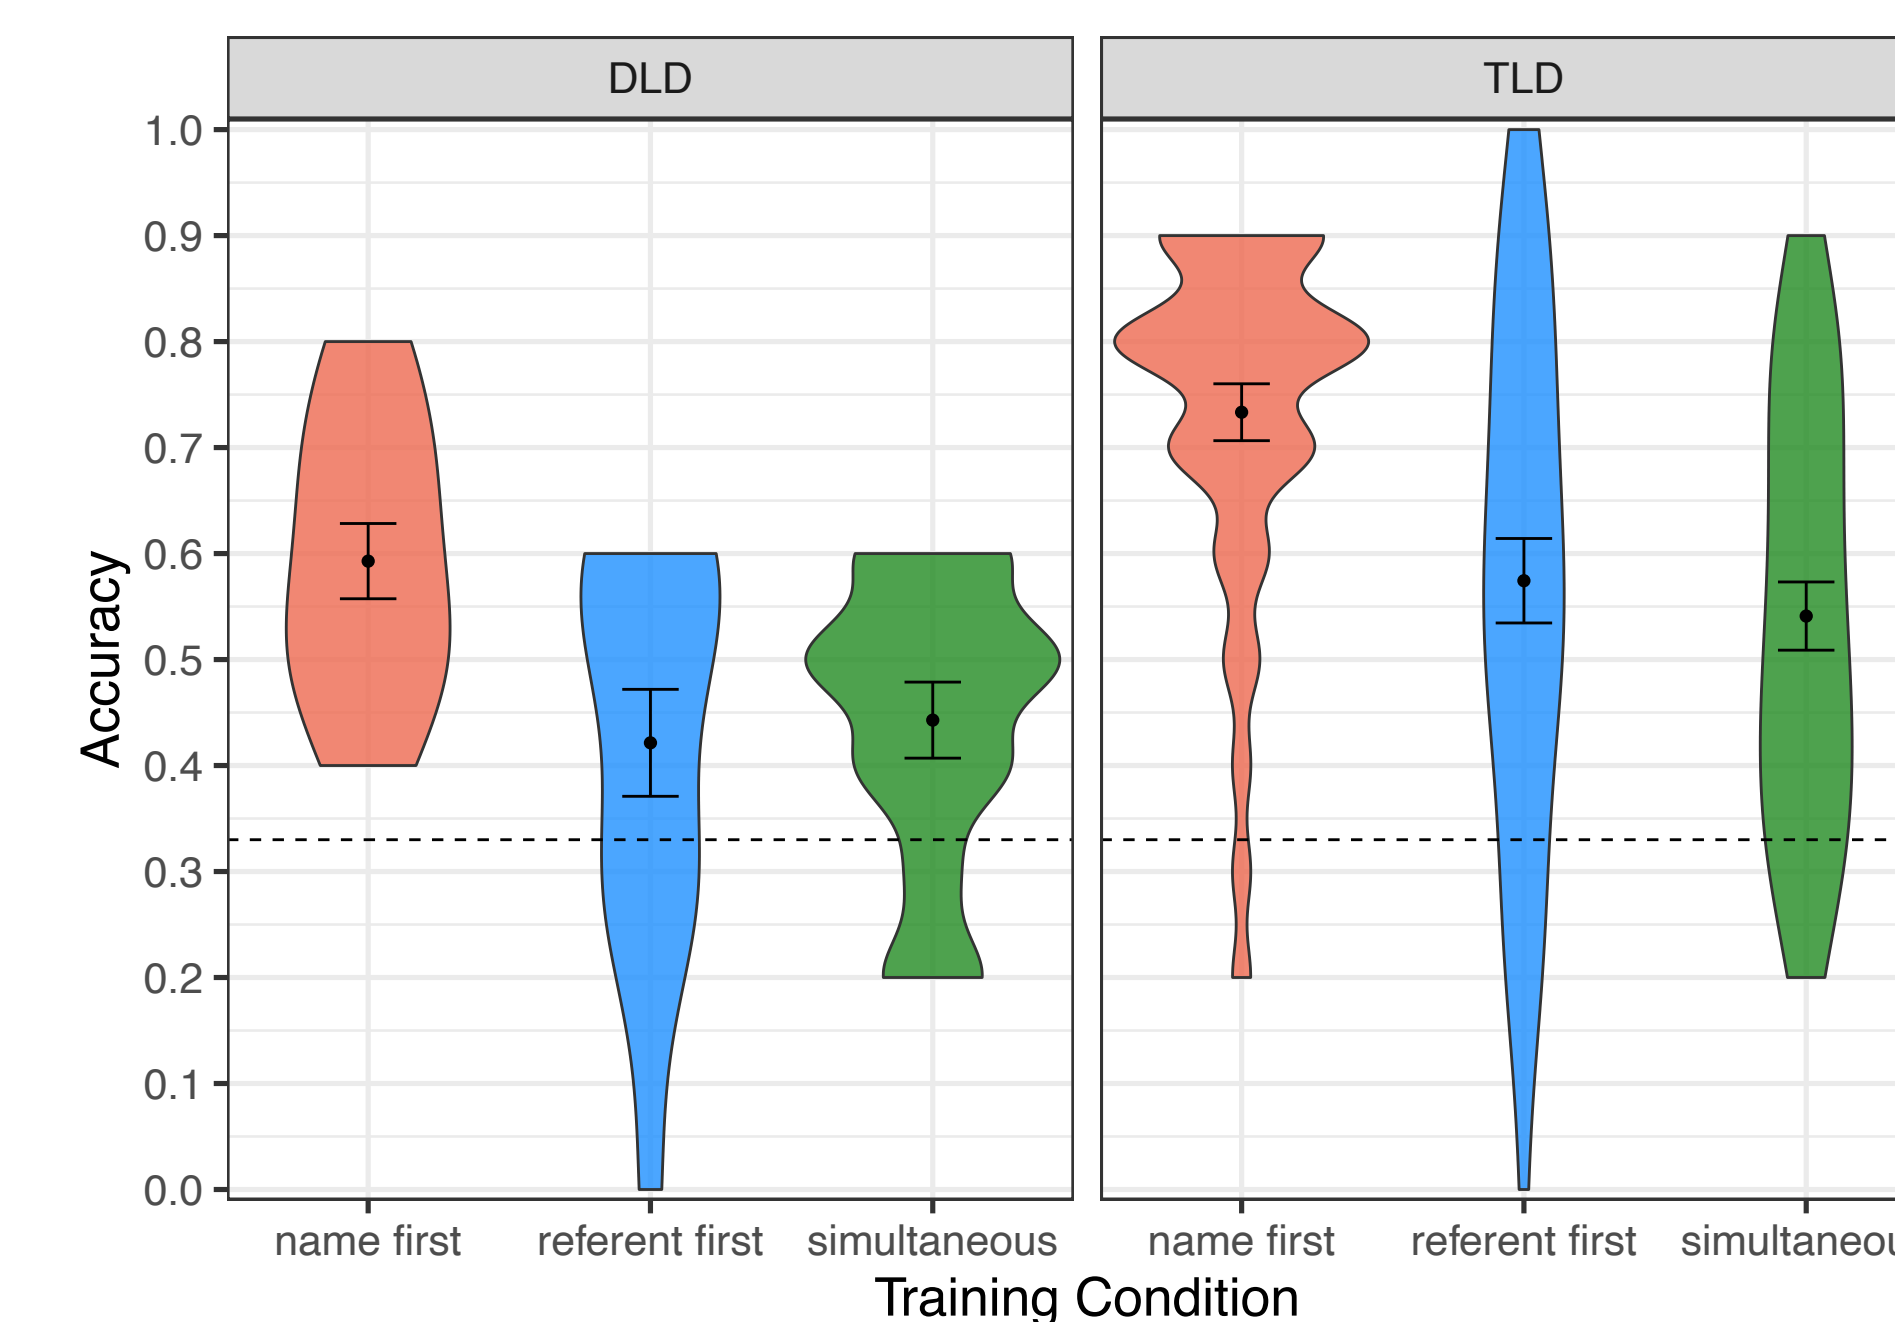 DLD
TLD
1.0
0.9
0.8
0.7
0.6
0.5
0.4
0.3
0.2
0.1
0.0
Accuracy
name first referent first simultaneous name first referent first
Training Condition